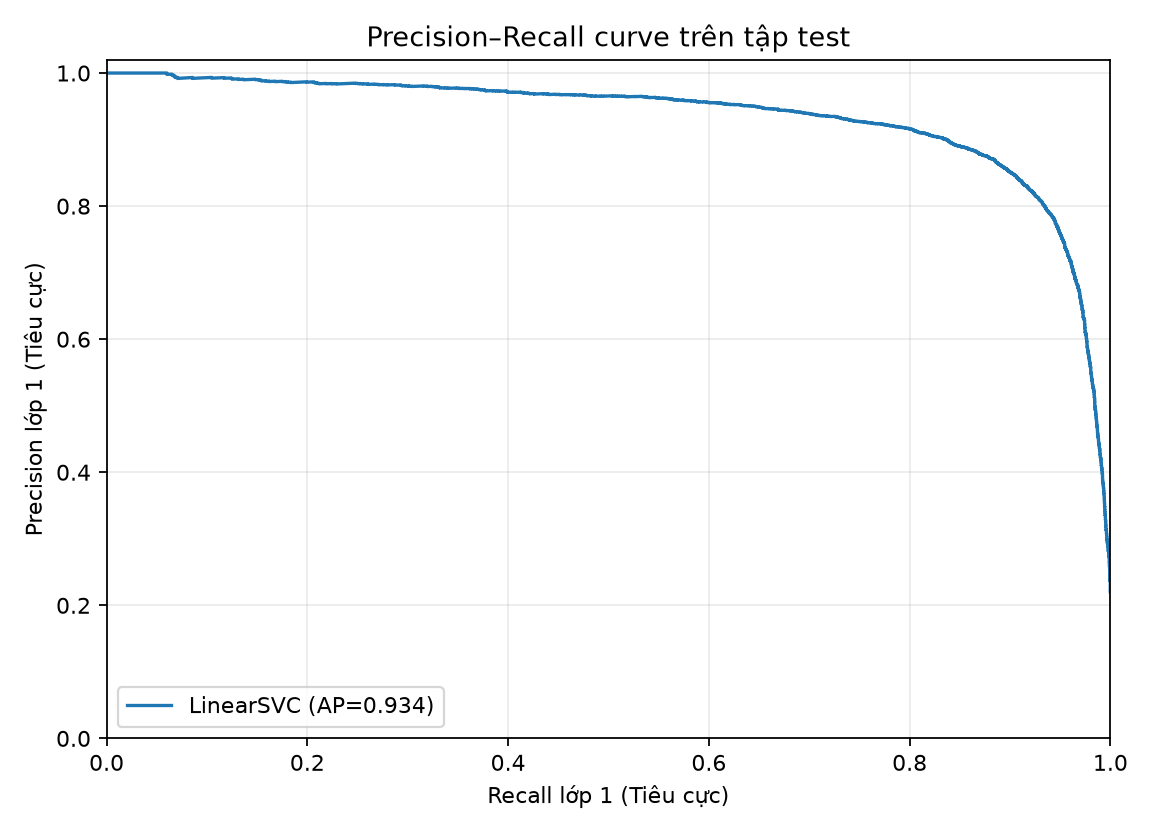 Precision–Recall curve trên tập test
1.0
0.8
0.6
0.4
0.2
0.0
Precision lớp 1 (Tiêu cực)
LinearSVC (AP=0.934)
0.0 0.2 0.4 0.6 0.8 1.0
Recall lớp 1 (Tiêu cực)